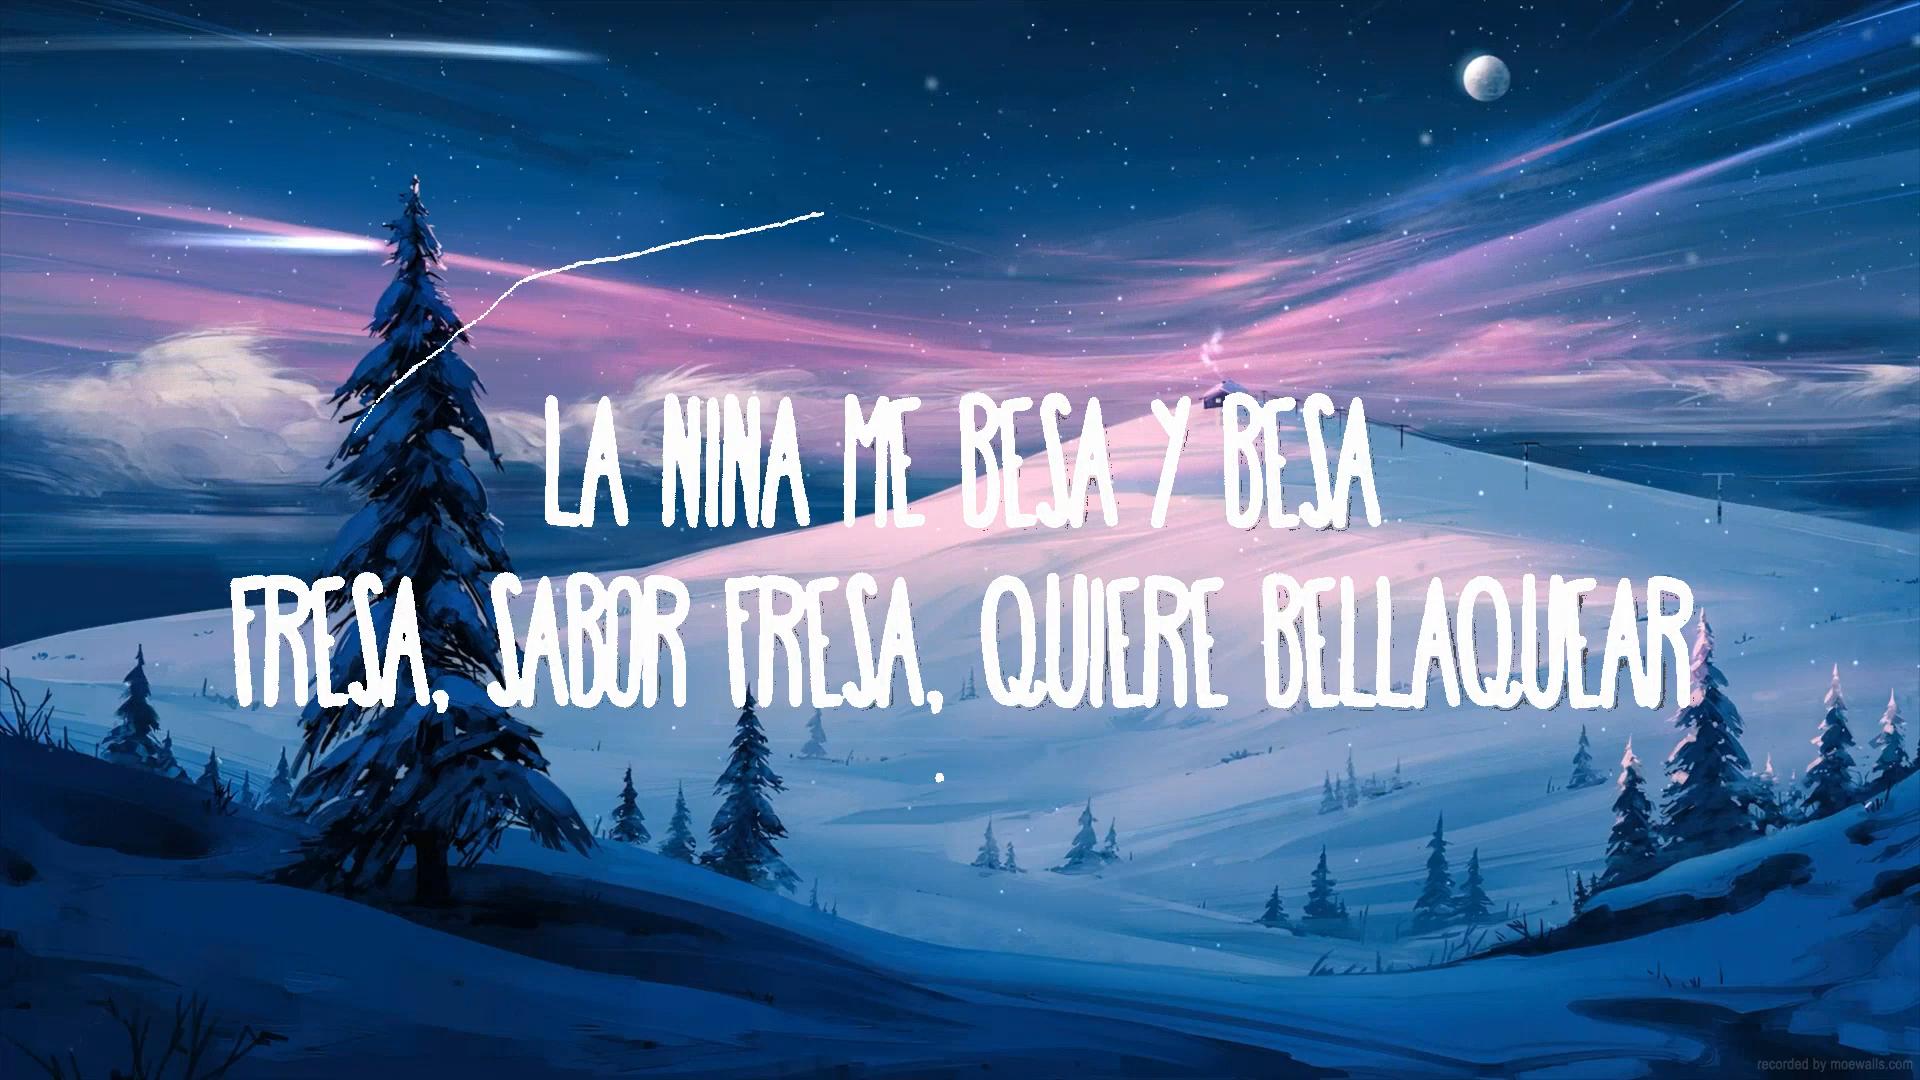 LA NINA ME BESA Y BESA
FRESA, SABOR FRESA, QUIERE BELLAQUEAR
.
recorded by moewalls.com